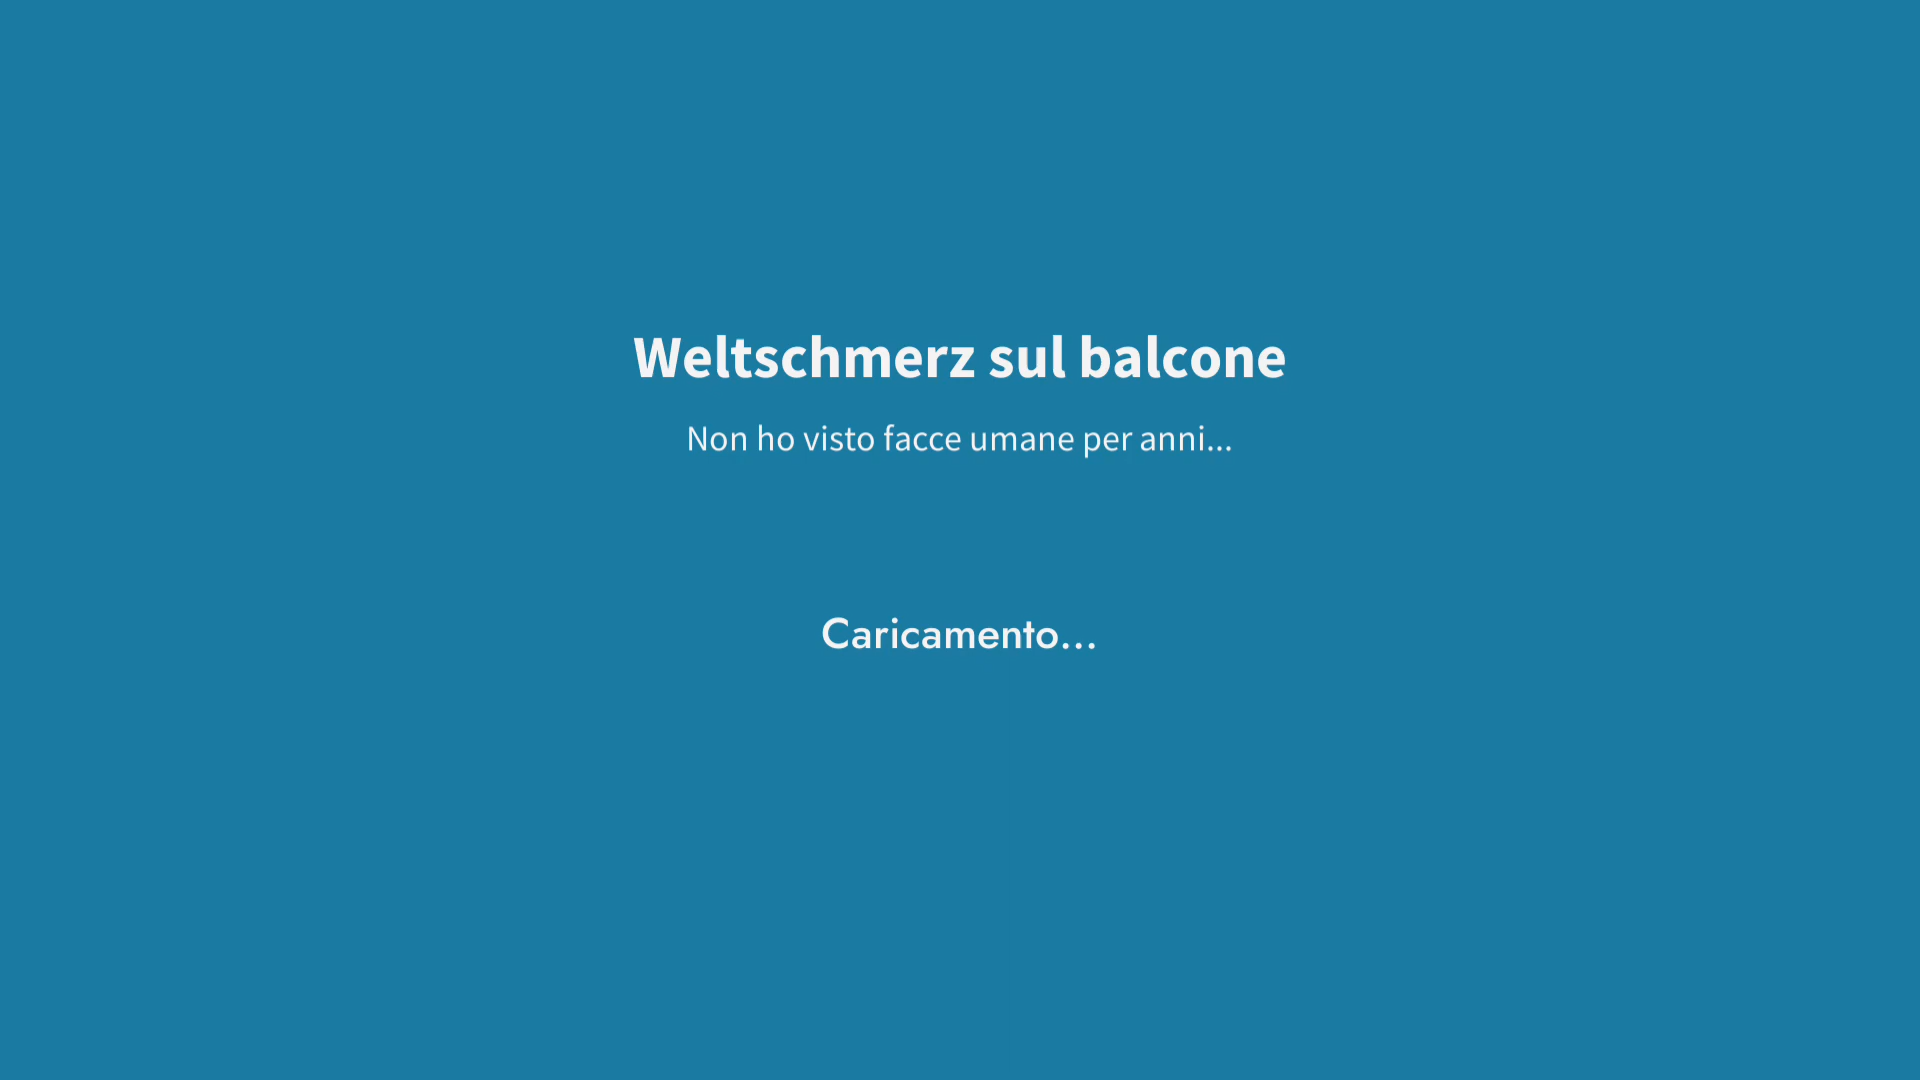 Weltschmerz sul balcone
Non ho visto facce umane per anni...
Caricamento...